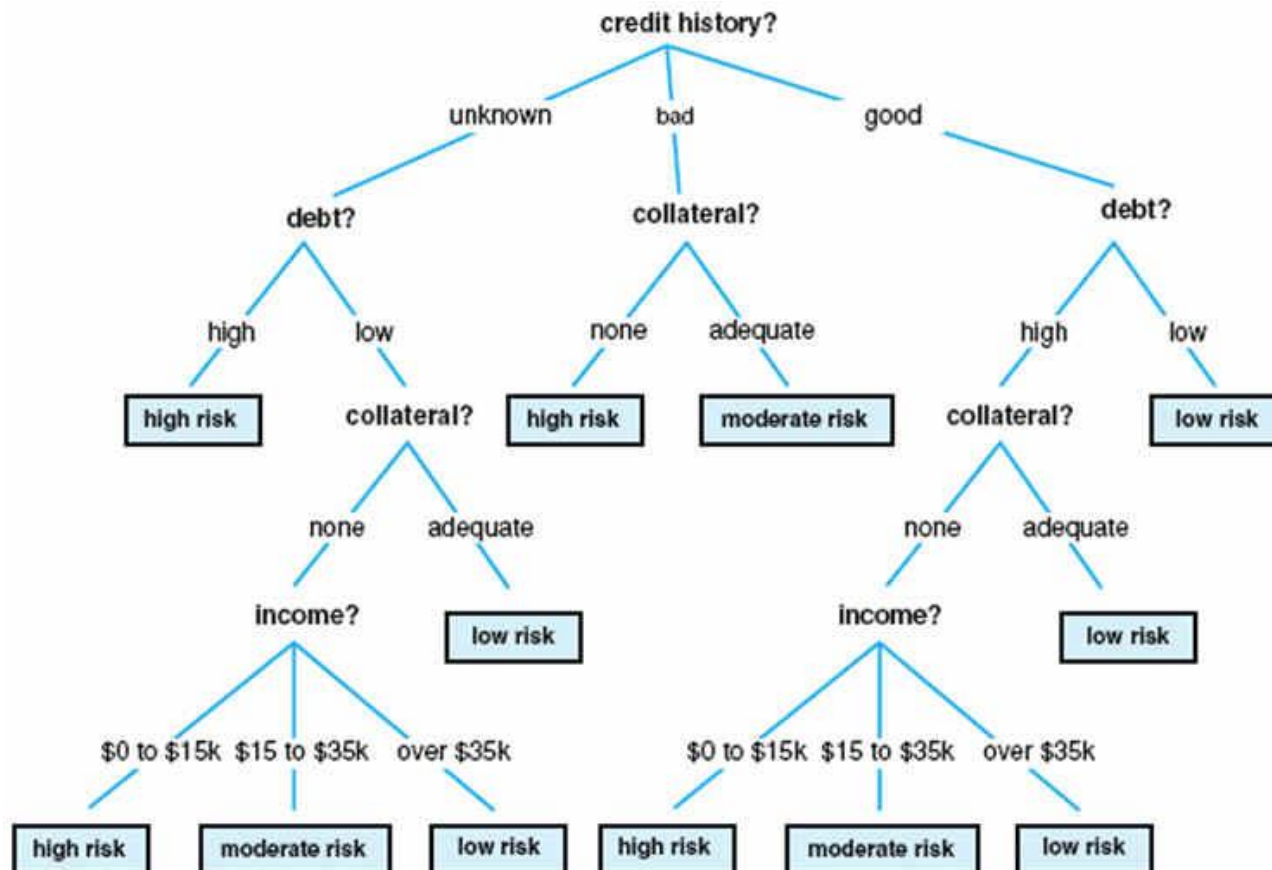 credit history?
unknown bad good
debt? collateral? debt?
high low none adequate high low
high risk collateral? high risk moderate risk collateral? low risk
none adequate none adequate
income? low risk income? low risk
$0 to $15k $15 to $35k over $35k $0 to $15k $15 to $35k over $35k
high risk moderate risk low risk high risk moderate risk low risk